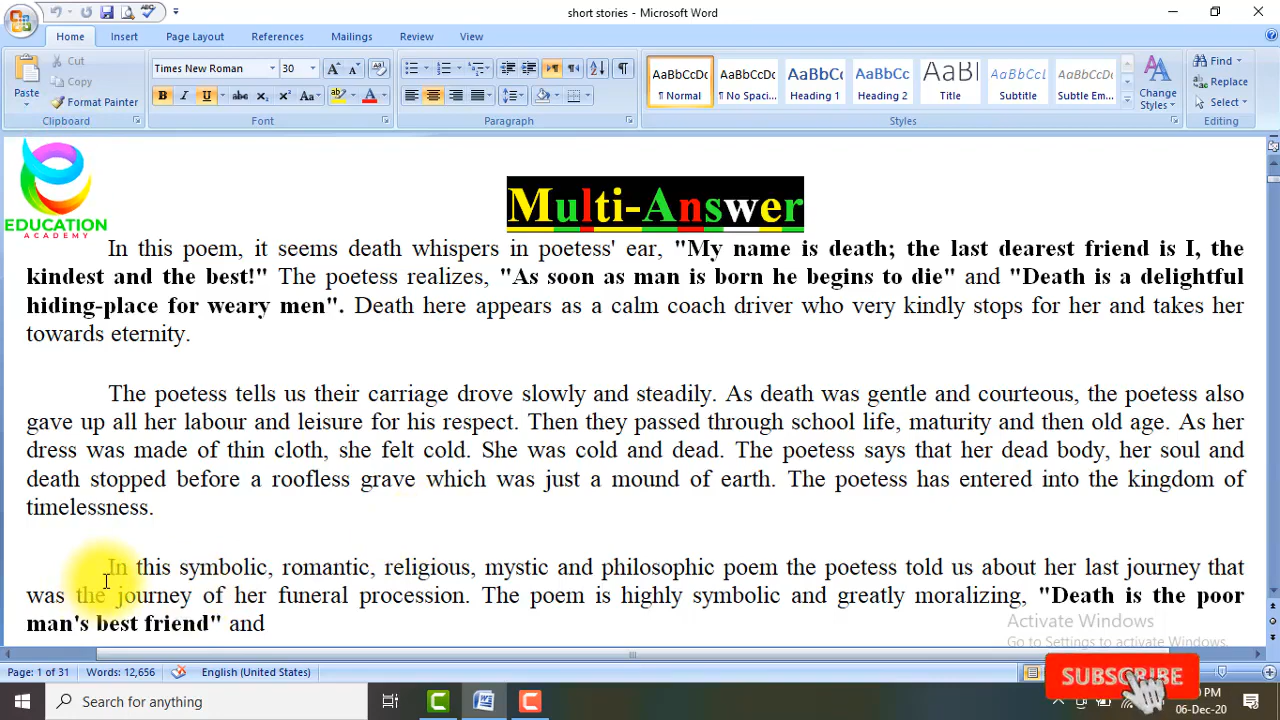 short stories - Microsoft Word
Home Insert Page Layout References Mailings Review View
Cut
Copy
Format Painter
Paste
Times New Roman 30
AaBbCcDc AaBbCcDc AaBbCc AaBbCc AaB AaBbCcL AaBbCcDc
¶ Normal ¶ No Spaci... Heading 1 Heading 2 Title Subtitle Subtle Em...
Change Styles
Find
Replace
Select
Clipboard Font Paragraph Styles Editing
EDUCATION
ACADEMY
Multi-Answer
In this poem, it seems death whispers in poetess' ear, "My name is death; the last dearest friend is I, the
kindest and the best!" The poetess realizes, "As soon as man is born he begins to die" and "Death is a delightful
hiding-place for weary men". Death here appears as a calm coach driver who very kindly stops for her and takes her
towards eternity.
The poetess tells us their carriage drove slowly and steadily. As death was gentle and courteous, the poetess also
gave up all her labour and leisure for his respect. Then they passed through school life, maturity and then old age. As her
dress was made of thin cloth, she felt cold. She was cold and dead. The poetess says that her dead body, her soul and
death stopped before a roofless grave which was just a mound of earth. The poetess has entered into the kingdom of
timelessness.
In this symbolic, romantic, religious, mystic and philosophic poem the poetess told us about her last journey that
was the journey of her funeral procession. The poem is highly symbolic and greatly moralizing, "Death is the poor
man's best friend" and
Activate Windows
Go to Settings to activate Windows.
Page: 1 of 31 Words: 12,656 English (United States)
SUBSCRIBE
Search for anything
06-Dec-20